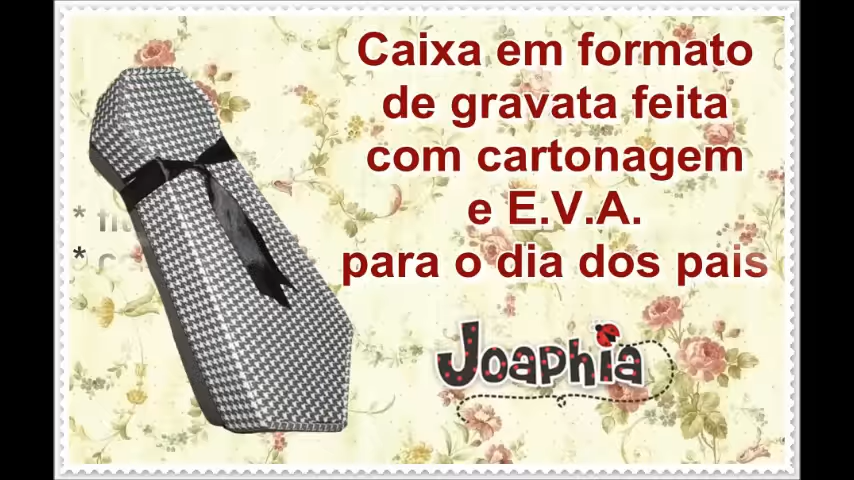 Caixa em formato
de gravata feita
com cartonagem
e E.V.A.
para o dia dos pais
Joaphia